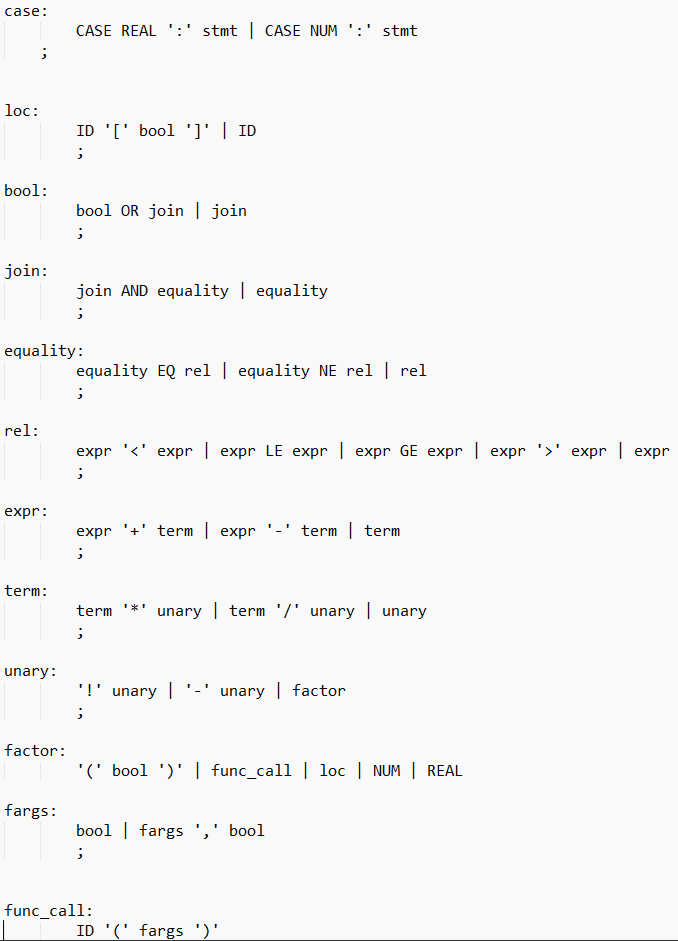 case:
CASE REAL ':' stmt | CASE NUM ':' stmt
;
loc:
ID '[' bool ']' | ID
;
bool:
bool OR join | join
;
join:
join AND equality | equality
;
equality:
equality EQ rel | equality NE rel | rel
;
rel:
expr '<' expr | expr LE expr | expr GE expr | expr '>' expr | expr
;
expr:
expr '+' term | expr '-' term | term
;
term:
term '*' unary | term '/' unary | unary
;
unary:
'!' unary | '-' unary | factor
;
factor:
'(' bool ')' | func_call | loc | NUM | REAL
fargs:
bool | fargs ',' bool
;
func_call:
ID '(' fargs ')'